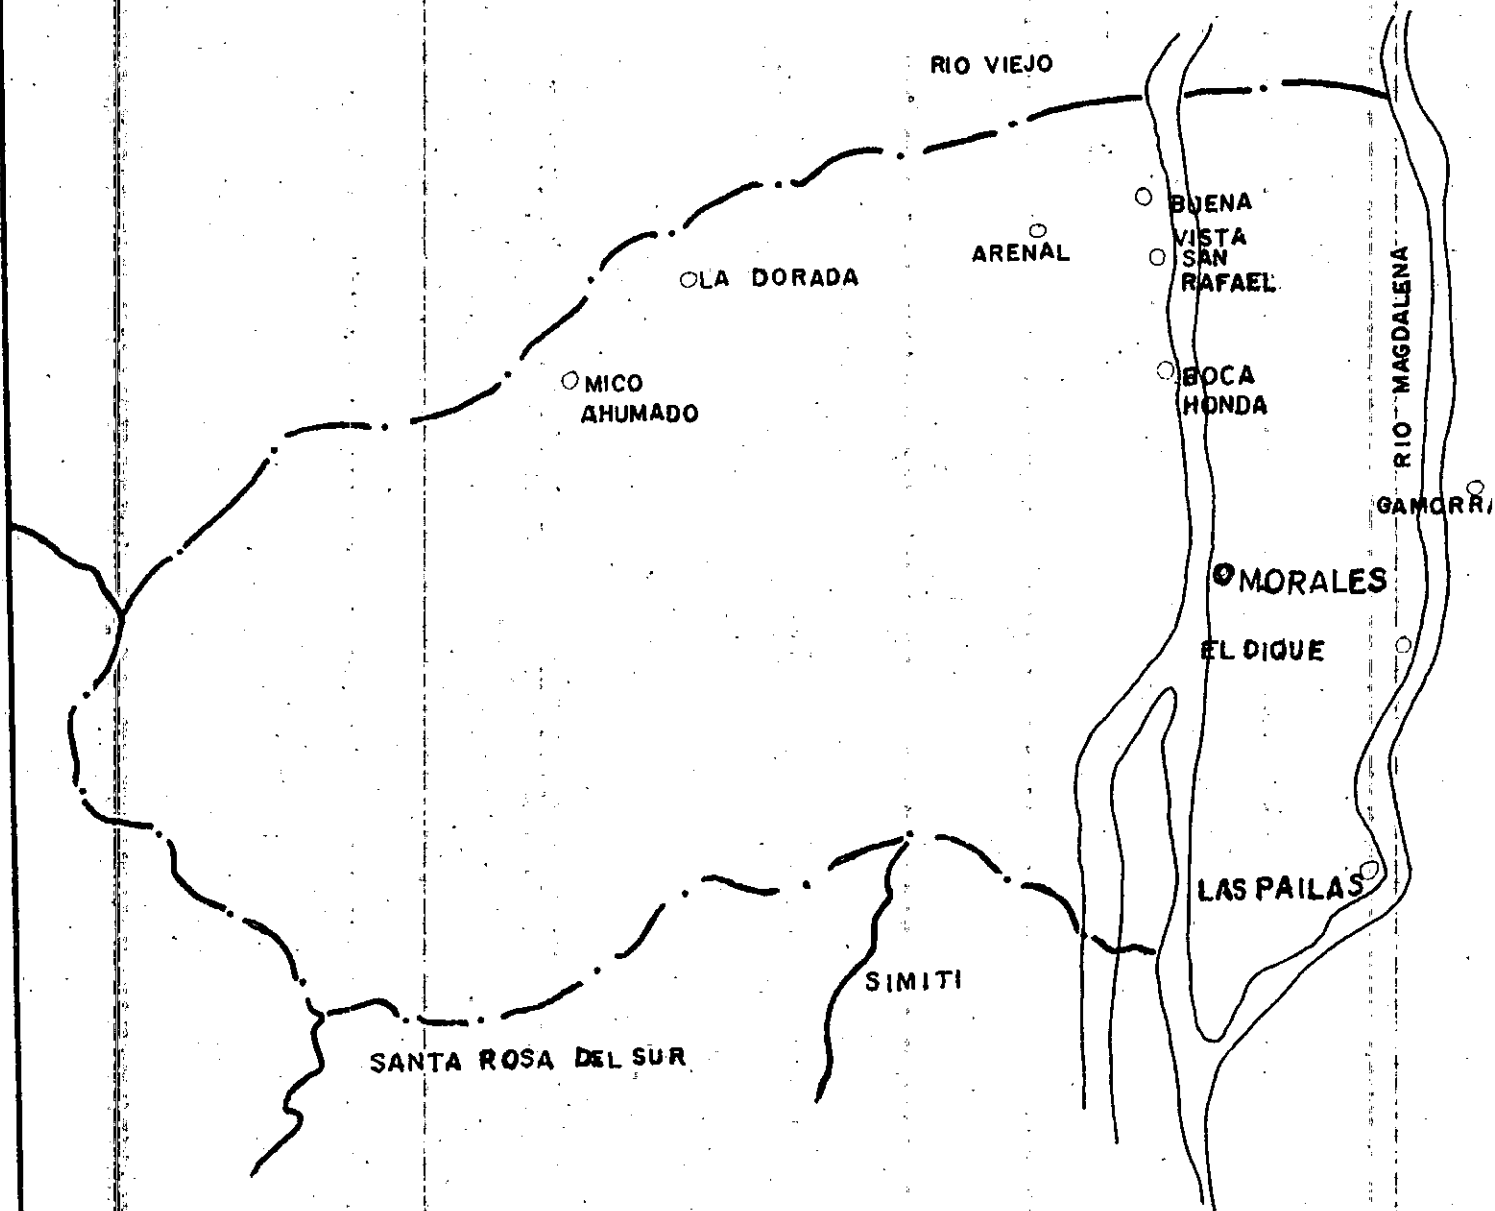 RIO VIEJO
BUENA
VISTA
ARENAL
SAN
RAFAEL
LA DORADA
RIO MAGDALENA
MICO
AHUMADO
BOCA
HONDA
GAMORRA
MORALES
EL DIQUE
LAS PAILAS
SIMITI
SANTA ROSA DEL SUR